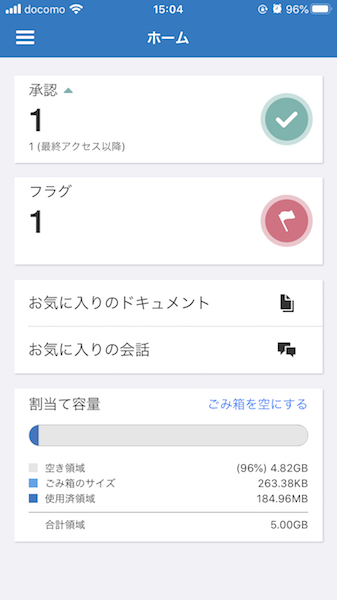 docomo 15:04 96%
ホーム
承認
1
1 (最終アクセス以降)
フラグ
1
お気に入りのドキュメント
お気に入りの会話
割当て容量 ごみ箱を空にする
空き領域 (96%) 4.82GB
ごみ箱のサイズ 263.38KB
使用済領域 184.96MB
合計領域 5.00GB